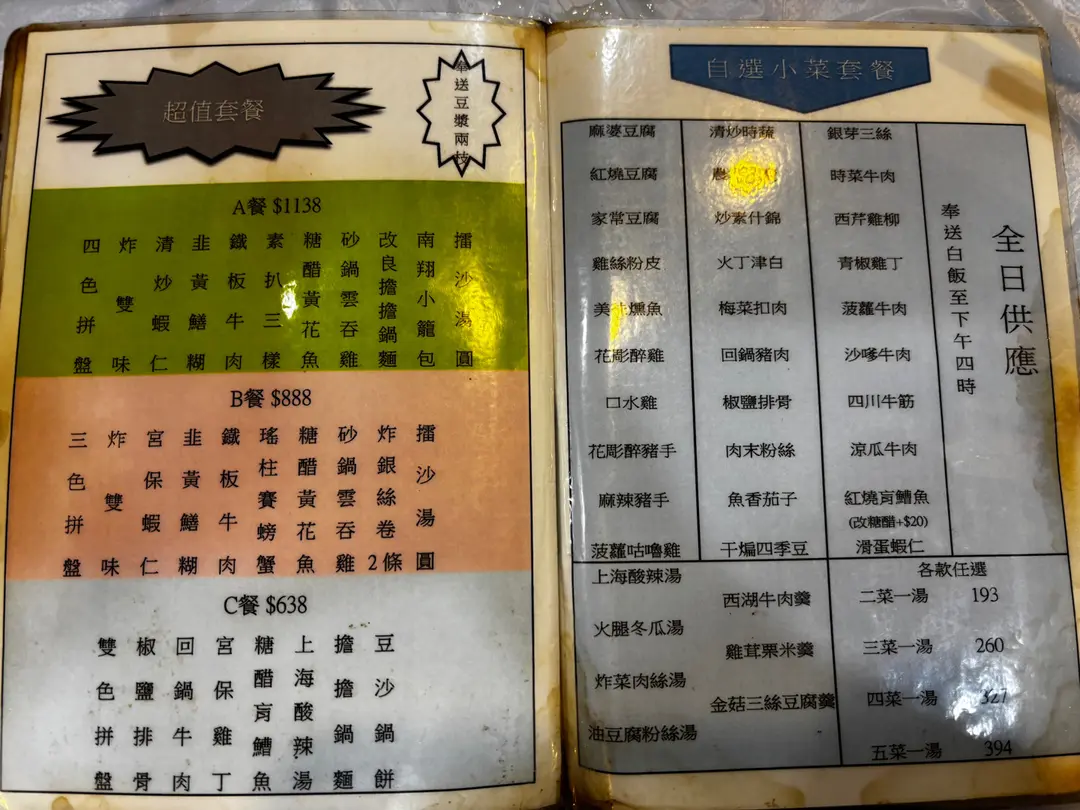 超值套餐
奉送豆漿兩枝
A餐 $1138
四色拼盤
炸雙味
清炒蝦仁
韭黃鱔糊
鐵板牛肉
素扒三樣
糖醋黃花魚
砂鍋雲吞雞
改良擔擔鍋麵
南翔小籠包
擂沙湯圓
B餐 $888
三色拼盤
炸雙味
宮保蝦仁
韭黃鱔糊
鐵板牛肉
瑤柱賽螃蟹
糖醋黃花魚
砂鍋雲吞雞
炸銀絲卷2條
擂沙湯圓
C餐 $638
雙色拼盤
椒鹽排骨
回鍋牛肉
宮保雞丁
糖醋肓鰽魚
上海酸辣湯
擔擔鍋麵
豆沙鍋餅
自選小菜套餐
麻婆豆腐
紅燒豆腐
家常豆腐
雞絲粉皮
美味燻魚
花彫醉雞
口水雞
花彫醉豬手
麻辣豬手
菠蘿咕嚕雞
清炒時蔬
農
炒素什錦
火丁津白
梅菜扣肉
回鍋豬肉
椒鹽排骨
肉末粉絲
魚香茄子
干煸四季豆
銀芽三絲
時菜牛肉
西芹雞柳
青椒雞丁
菠蘿牛肉
沙嗲牛肉
四川牛筋
涼瓜牛肉
紅燒肓鰽魚
(改糖醋+$20)
滑蛋蝦仁
全日供應
奉送白飯至下午四時
上海酸辣湯
西湖牛肉羹
火腿冬瓜湯
雞茸粟米羹
炸菜肉絲湯
金菇三絲豆腐羹
油豆腐粉絲湯
各款任選
二菜一湯 193
三菜一湯 260
四菜一湯 327
五菜一湯 394